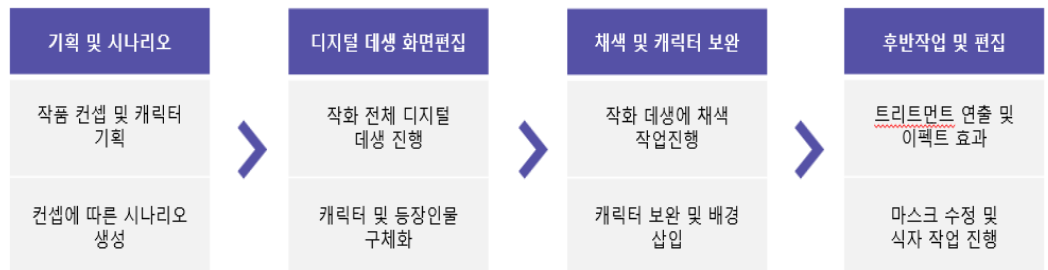 기획 및 시나리오
작품 컨셉 및 캐릭터
기획
컨셉에 따른 시나리오
생성
디지털 데생 화면편집
작화 전체 디지털
데생 진행
캐릭터 및 등장인물
구체화
채색 및 캐릭터 보완
작화 데생에 채색
작업진행
캐릭터 보완 및 배경
삽입
후반작업 및 편집
트리트먼트 연출 및
이펙트 효과
마스크 수정 및
식자 작업 진행